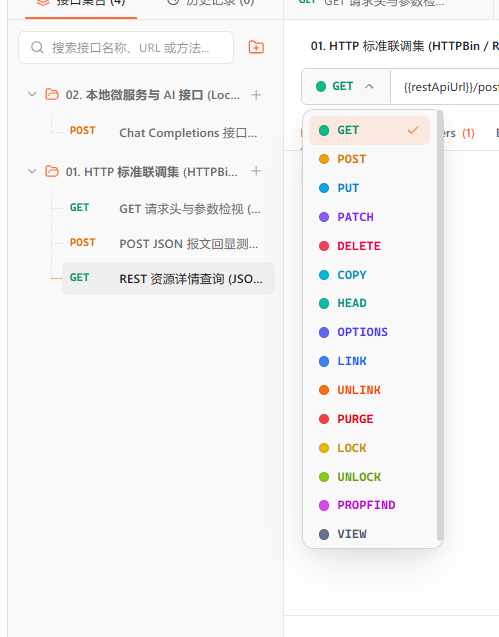 接口集合 (4)
历史记录 (0)
GET 请求头与参数检…
搜索接口名称、URL 或方法...
01. HTTP 标准联调集 (HTTPBin / R
GET
{{restApiUrl}}/post
02. 本地微服务与 AI 接口 (Loc...
POST Chat Completions 接口...
01. HTTP 标准联调集 (HTTPBi...
GET GET 请求头与参数检视 (...
POST POST JSON 报文回显测...
GET REST 资源详情查询 (JSO...
ers (1)
GET
POST
PUT
PATCH
DELETE
COPY
HEAD
OPTIONS
LINK
UNLINK
PURGE
LOCK
UNLOCK
PROPFIND
VIEW